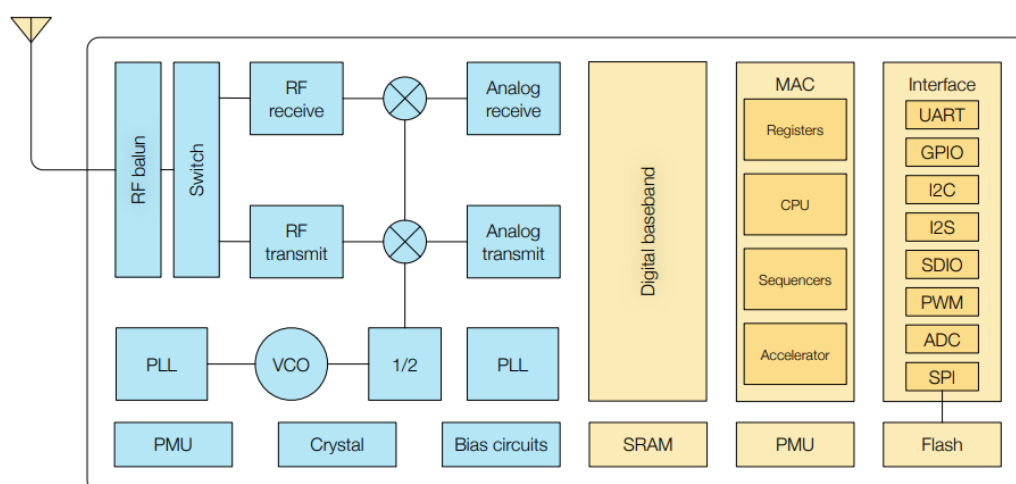 RF balun
Switch
RF
receive
Analog
receive
RF
transmit
Analog
transmit
PLL
VCO
1/2
PLL
PMU
Crystal
Bias circuits
Digital baseband
SRAM
MAC
Registers
CPU
Sequencers
Accelerator
PMU
Interface
UART
GPIO
I2C
I2S
SDIO
PWM
ADC
SPI
Flash